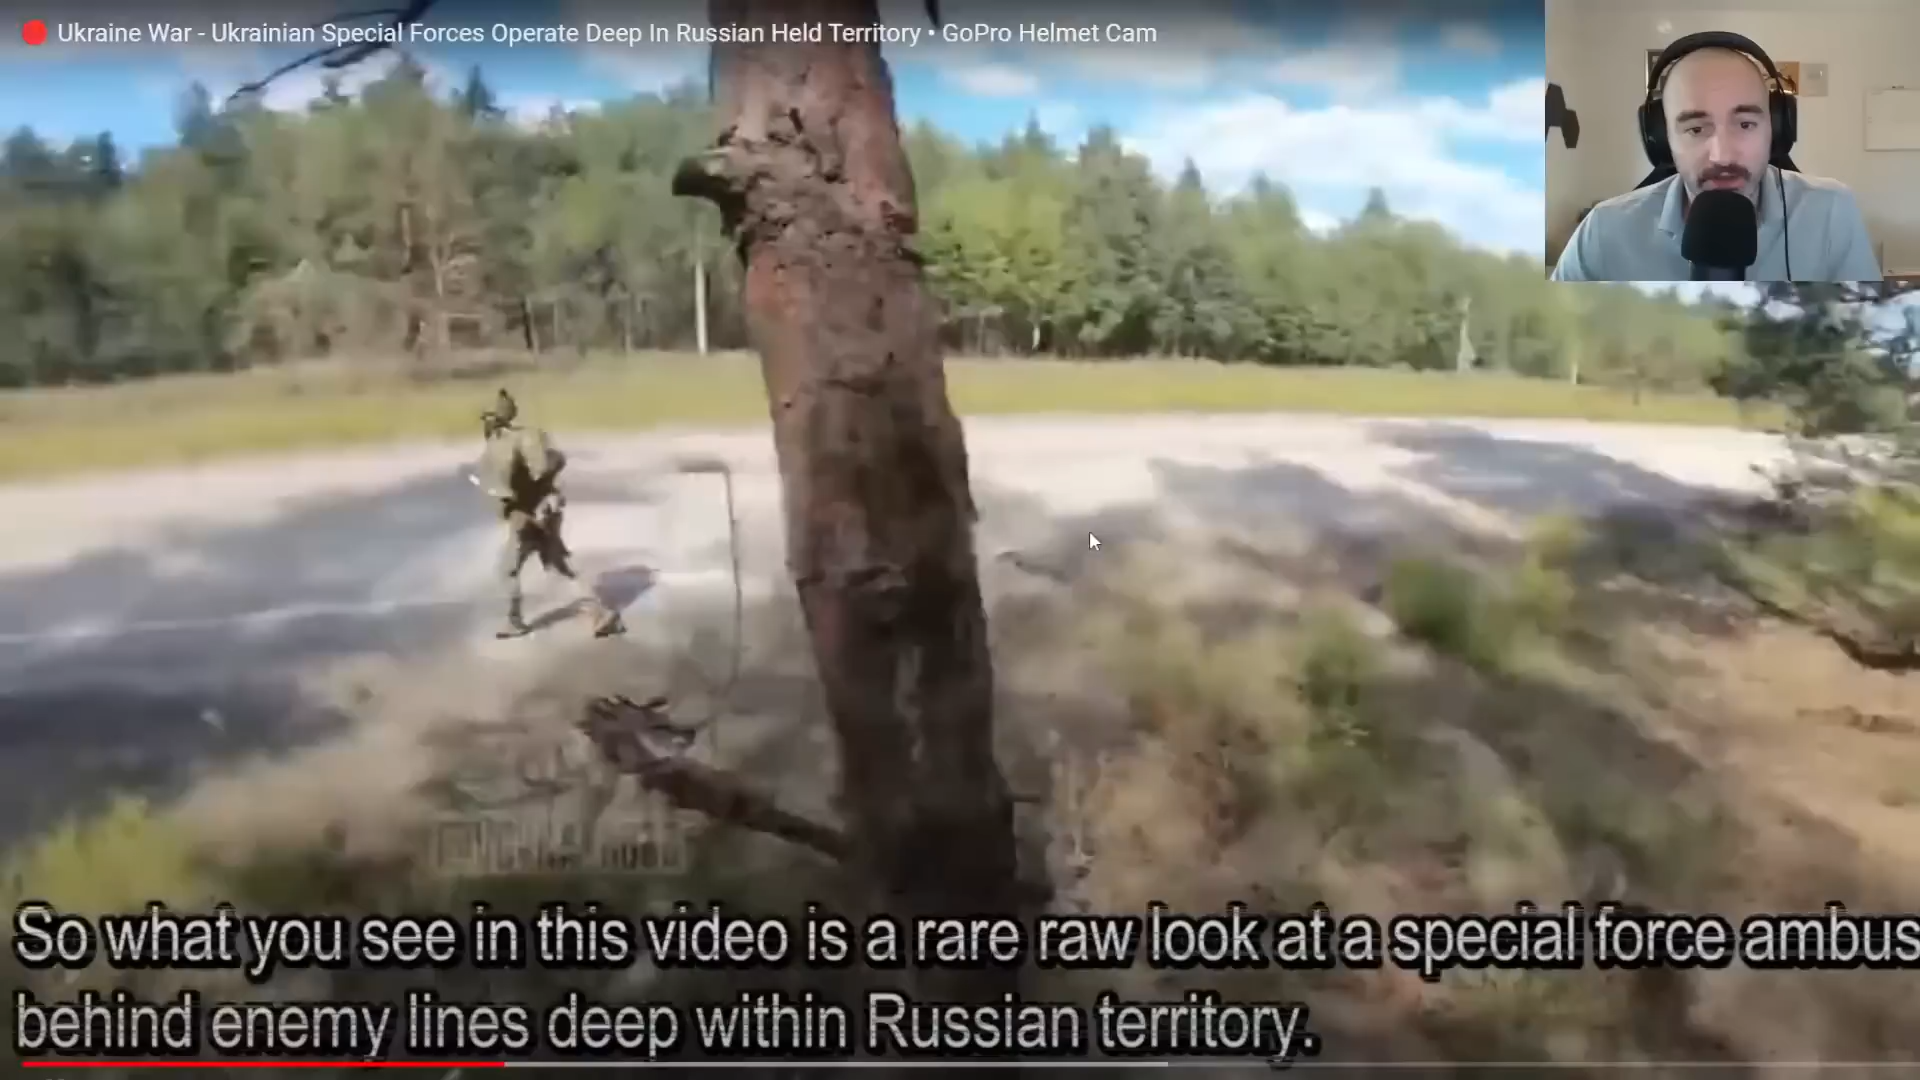 Ukraine War - Ukrainian Special Forces Operate Deep In Russian Held Territory • GoPro Helmet Cam
So what you see in this video is a rare raw look at a special force ambus
behind enemy lines deep within Russian territory.